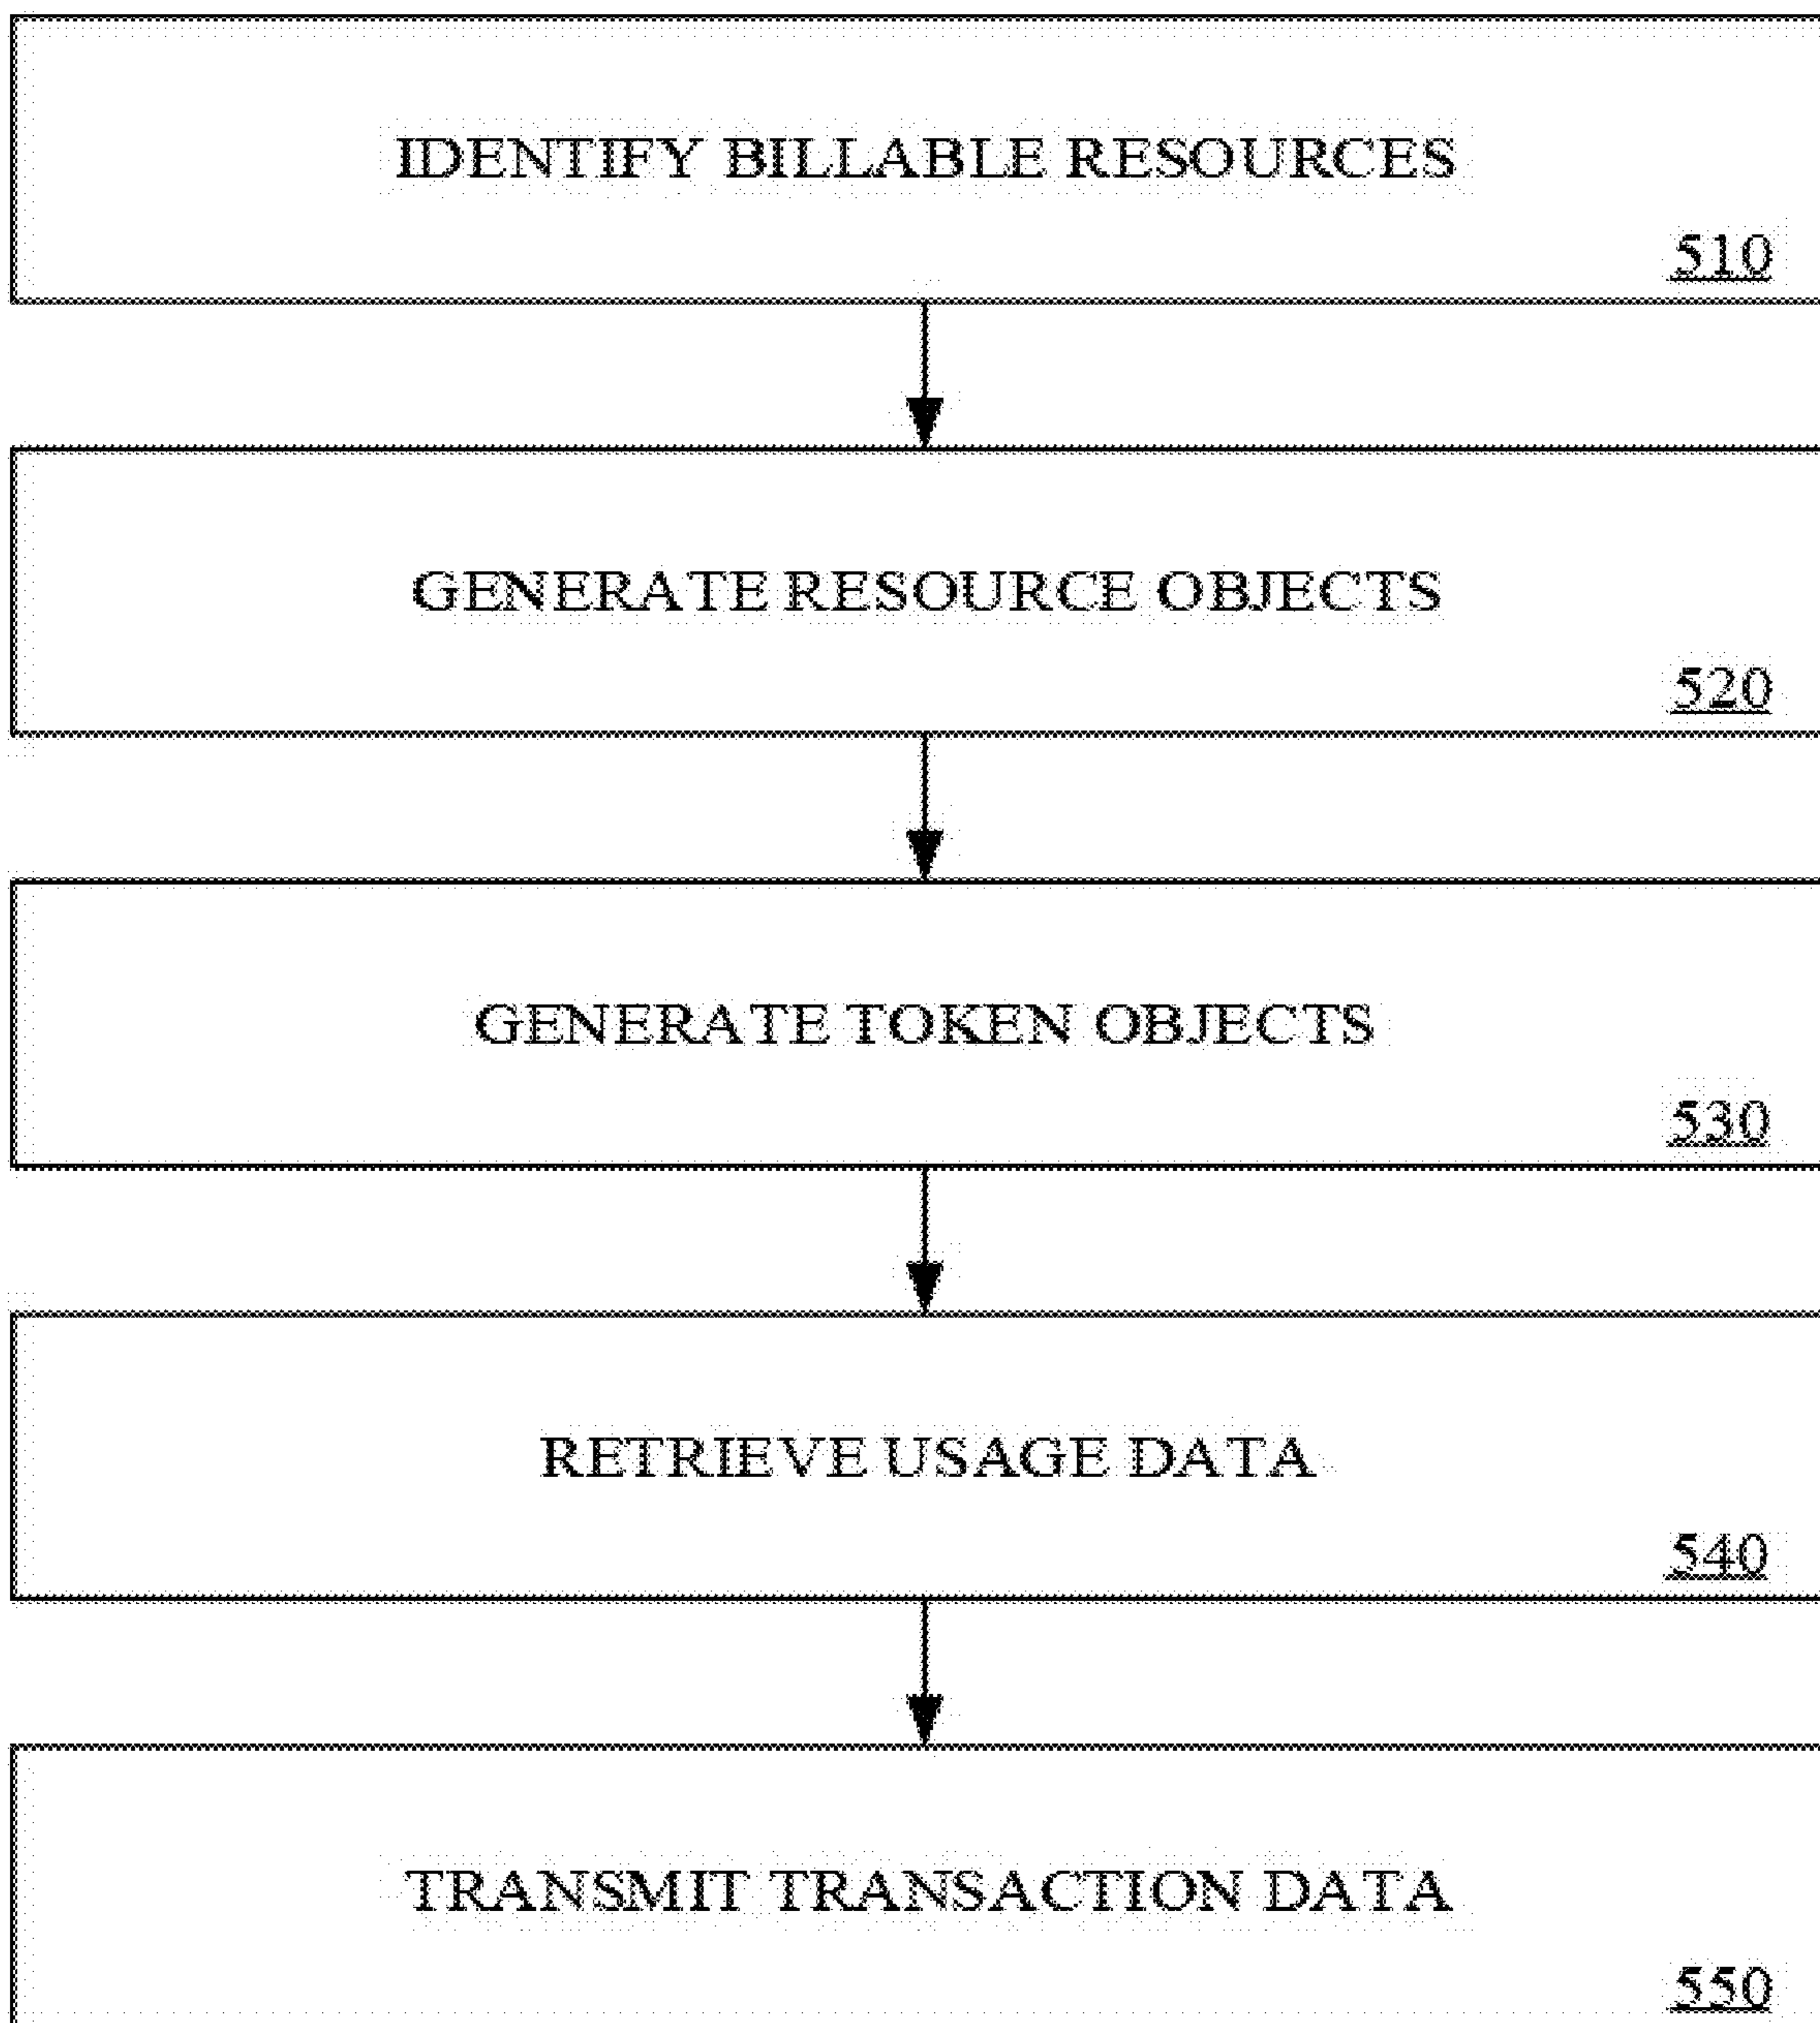 IDENTIFY BILLABLE RESOURCES
510
GENERATE RESOURCE OBJECTS
520
GENERATE TOKEN OBJECTS
530
RETRIEVE USAGE DATA
540
TRANSMIT TRANSACTION DATA
550